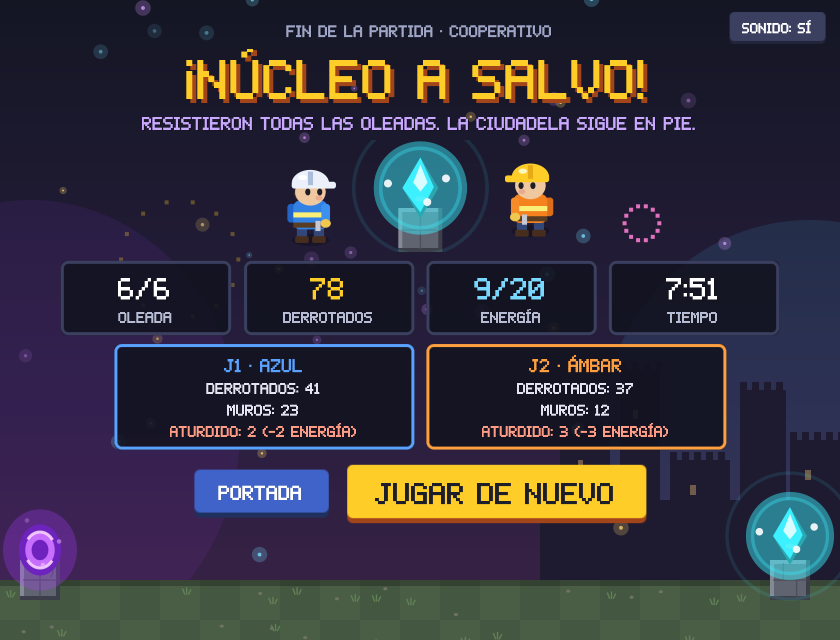 FIN DE LA PARTIDA · COOPERATIVO
SONIDO: SÍ
¡NÚCLEO A SALVO!
RESISTIERON TODAS LAS OLEADAS. LA CIUDADELA SIGUE EN PIE.
6/6
OLEADA
78
DERROTADOS
9/20
ENERGÍA
7:51
TIEMPO
J1 · AZUL
DERROTADOS: 41
MUROS: 23
ATURDIDO: 2 (-2 ENERGÍA)
J2 · ÁMBAR
DERROTADOS: 37
MUROS: 12
ATURDIDO: 3 (-3 ENERGÍA)
PORTADA
JUGAR DE NUEVO